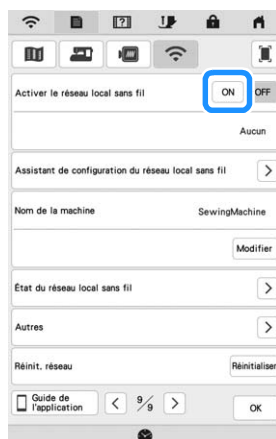 Activer le réseau local sans fil ON OFF
Aucun
Assistant de configuration du réseau local sans fil
Nom de la machine SewingMachine
Modifier
État du réseau local sans fil
Autres
Réinit. réseau Réinitialiser
Guide de
l'application 9/9 OK